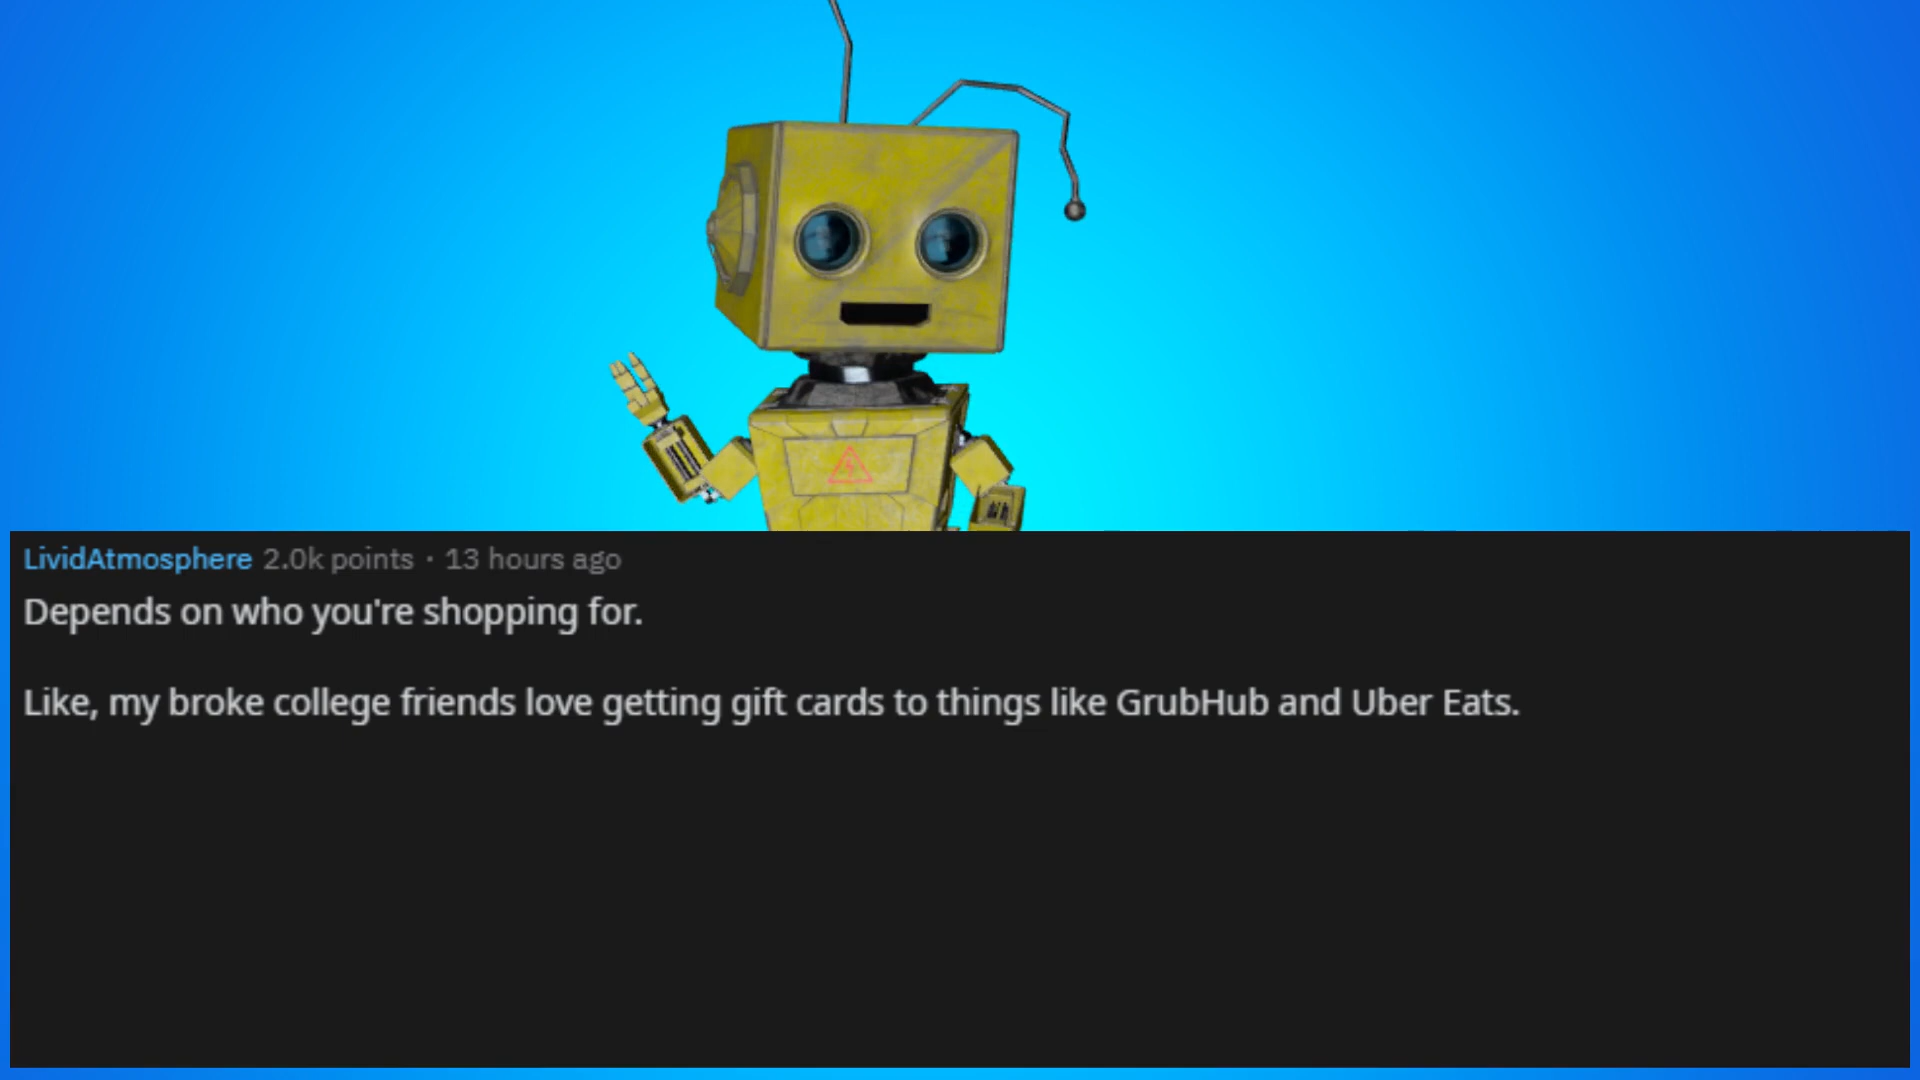 LividAtmosphere 2.0k points · 13 hours ago
Depends on who you're shopping for.
Like, my broke college friends love getting gift cards to things like GrubHub and Uber Eats.